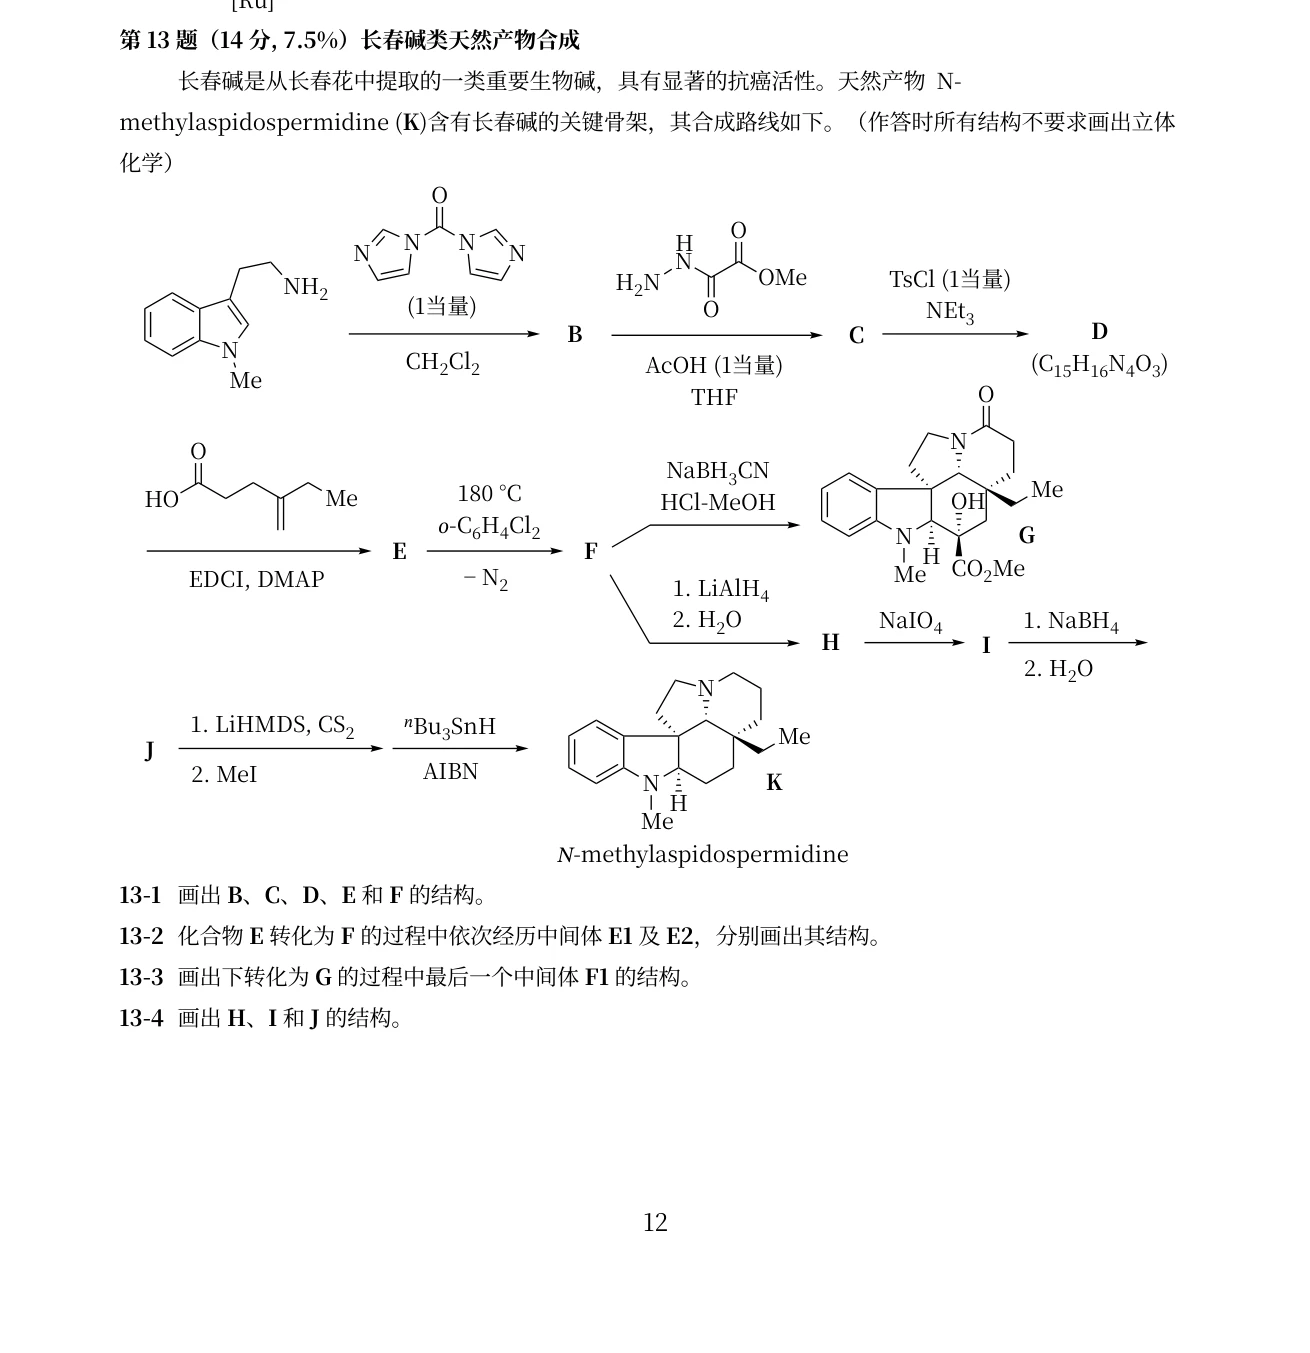 [Ru]
第 13 题（14 分, 7.5%）长春碱类天然产物合成
长春碱是从长春花中提取的一类重要生物碱，具有显著的抗癌活性。天然产物 N-
methylaspidospermidine (K)含有长春碱的关键骨架，其合成路线如下。（作答时所有结构不要求画出立体
化学）
NH2
N
Me
O
N N N N
(1当量)
CH2Cl2
B
H2N
H
N
O
OMe
O
AcOH (1当量)
THF
C
TsCl (1当量)
NEt3
D
(C15H16N4O3)
O
HO
Me
EDCI, DMAP
E
180 °C
o-C6H4Cl2
– N2
F
NaBH3CN
HCl-MeOH
O
N
Me
OH
N
H
Me
CO2Me
G
1. LiAlH4
2. H2O
H
NaIO4
I
1. NaBH4
2. H2O
J
1. LiHMDS, CS2
2. MeI
nBu3SnH
AIBN
N
Me
N
H
Me
K
N-methylaspidospermidine
13-1 画出 B、C、D、E 和 F 的结构。
13-2 化合物 E 转化为 F 的过程中依次经历中间体 E1 及 E2，分别画出其结构。
13-3 画出下转化为 G 的过程中最后一个中间体 F1 的结构。
13-4 画出 H、I 和 J 的结构。
12